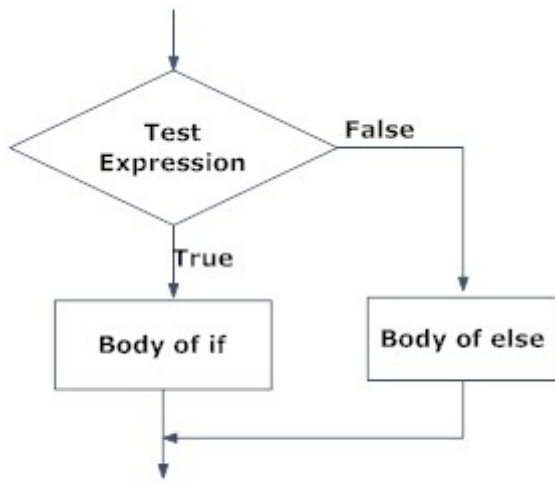 Test
Expression
False
True
Body of if
Body of else